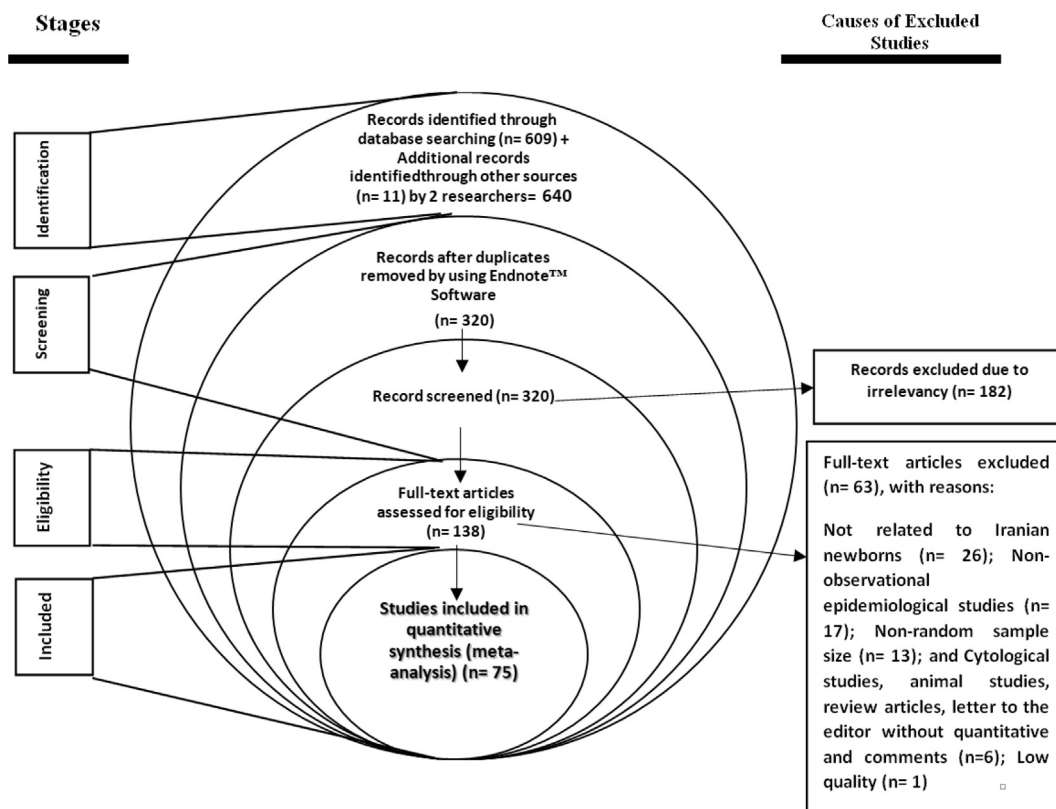 Stages
Causes of Excluded
Studies
Identification
Records identified through
database searching (n= 609) +
Additional records
identifiedthrough other sources
(n= 11) by 2 researchers= 640
Screening
Records after duplicates
removed by using Endnote™
Software
(n= 320)
Record screened (n= 320)
Records excluded due to
irrelevancy (n= 182)
Eligibility
Full-text articles
assessed for eligibility
(n= 138)
Full-text articles excluded
(n= 63), with reasons:
Not related to Iranian
newborns (n= 26); Non-
observational
epidemiological studies (n=
17); Non-random sample
size (n= 13); and Cytological
studies, animal studies,
review articles, letter to the
editor without quantitative
and comments (n=6); Low
quality (n= 1)
Included
Studies included in
quantitative
synthesis (meta-
analysis) (n= 75)